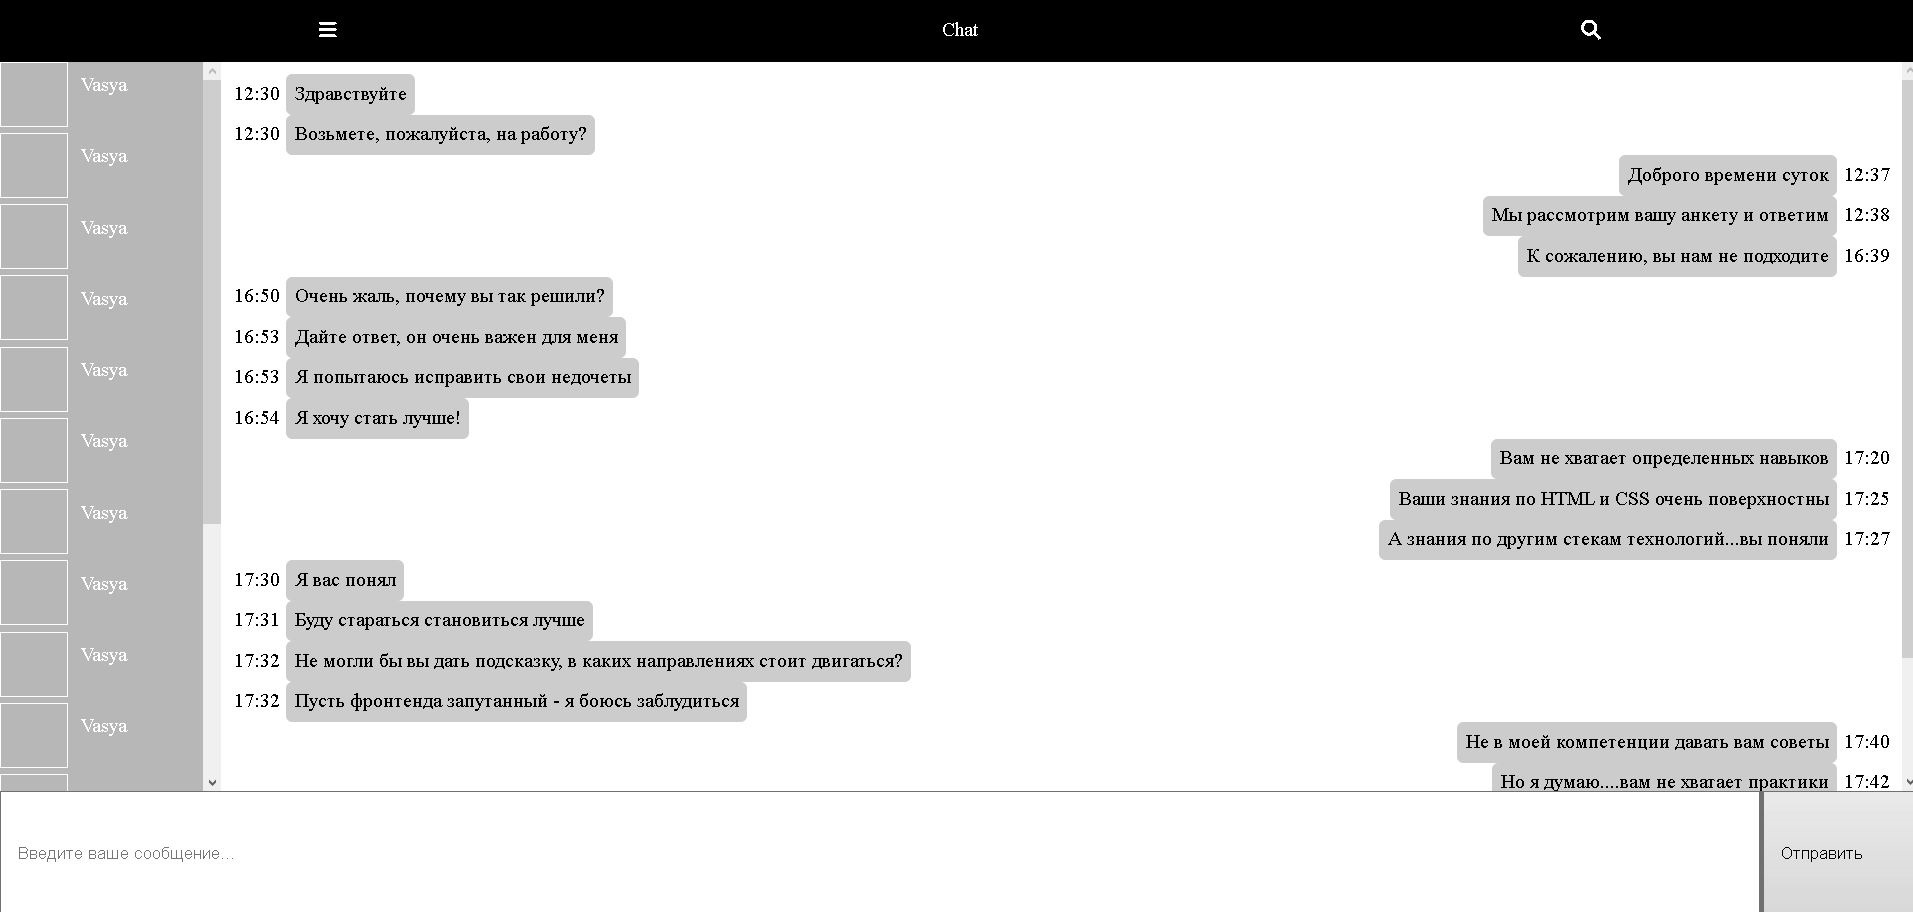 Chat
Vasya
Vasya
Vasya
Vasya
Vasya
Vasya
Vasya
Vasya
Vasya
Vasya
12:30 Здравствуйте
12:30 Возьмете, пожалуйста, на работу?
Доброго времени суток 12:37
Мы рассмотрим вашу анкету и ответим 12:38
К сожалению, вы нам не подходите 16:39
16:50 Очень жаль, почему вы так решили?
16:53 Дайте ответ, он очень важен для меня
16:53 Я попытаюсь исправить свои недочеты
16:54 Я хочу стать лучше!
Вам не хватает определенных навыков 17:20
Ваши знания по HTML и CSS очень поверхностны 17:25
А знания по другим стекам технологий...вы поняли 17:27
17:30 Я вас понял
17:31 Буду стараться становиться лучше
17:32 Не могли бы вы дать подсказку, в каких направлениях стоит двигаться?
17:32 Пусть фронтенда запутанный - я боюсь заблудиться
Не в моей компетенции давать вам советы 17:40
Но я думаю....вам не хватает практики 17:42
Введите ваше сообщение...
Отправить